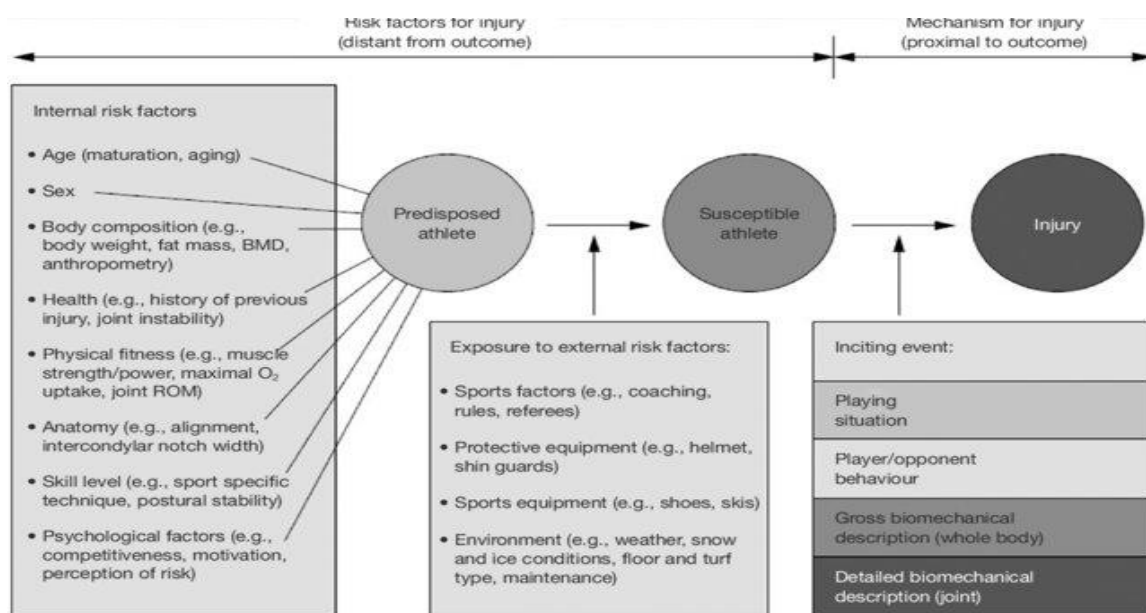 Risk factors for injury
(distant from outcome)
Mechanism for injury
(proximal to outcome)
Internal risk factors
• Age (maturation, aging)
• Sex
• Body composition (e.g.,
body weight, fat mass, BMD,
anthropometry)
• Health (e.g., history of previous
injury, joint instability)
• Physical fitness (e.g., muscle
strength/power, maximal O₂
uptake, joint ROM)
• Anatomy (e.g., alignment,
intercondylar notch width)
• Skill level (e.g., sport specific
technique, postural stability)
• Psychological factors (e.g.,
competitiveness, motivation,
perception of risk)
Predisposed
athlete
Susceptible
athlete
Injury
Exposure to external risk factors:
• Sports factors (e.g., coaching,
rules, referees)
• Protective equipment (e.g., helmet,
shin guards)
• Sports equipment (e.g., shoes, skis)
• Environment (e.g., weather, snow
and ice conditions, floor and turf
type, maintenance)
Inciting event:
Playing
situation
Player/opponent
behaviour
Gross biomechanical
description (whole body)
Detailed biomechanical
description (joint)